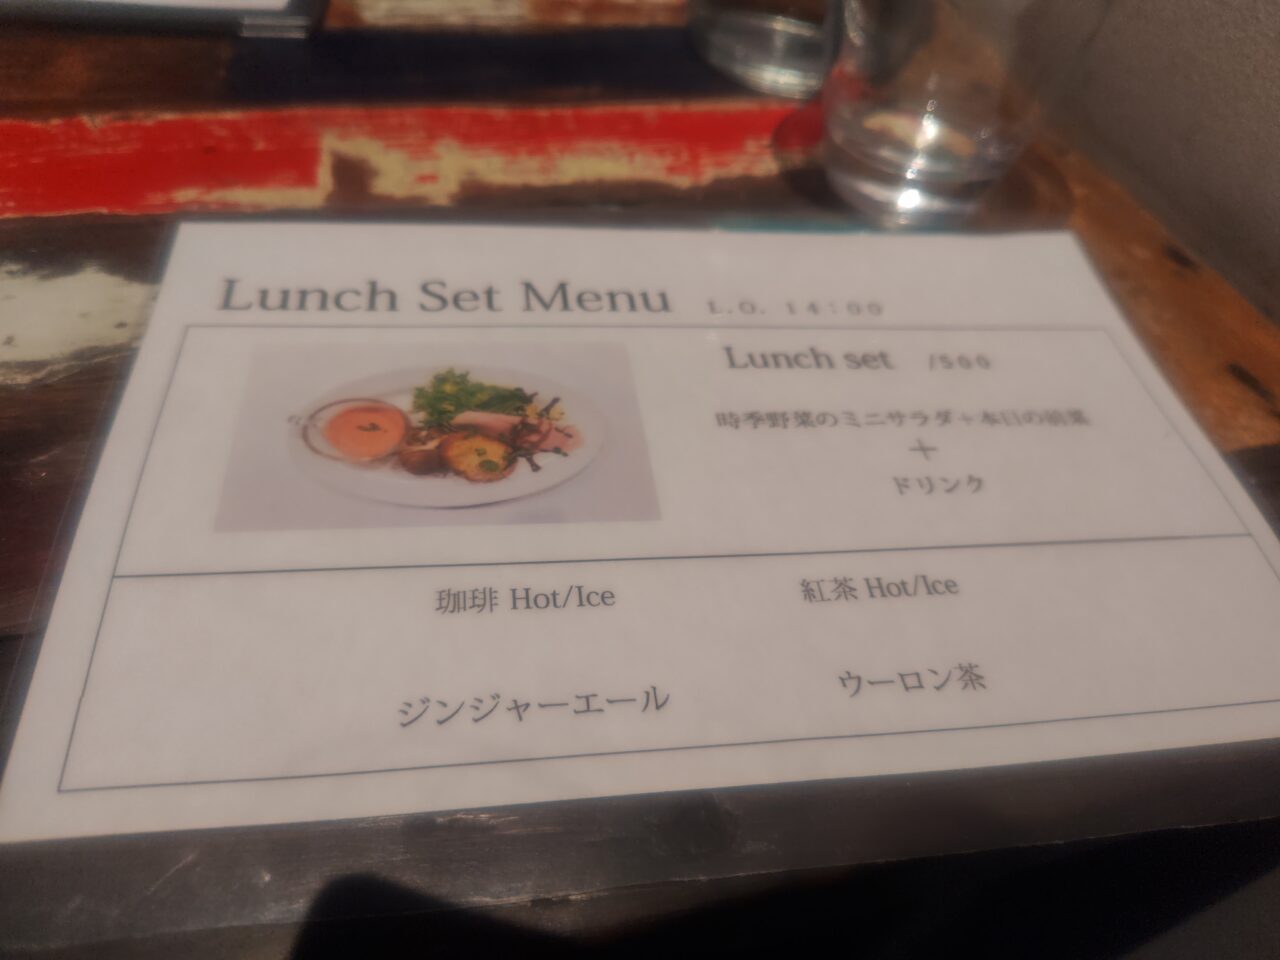 Lunch Set Menu L.O. 14:00
Lunch set /500
時季野菜のミニサラダ+本日の前菜
+
ドリンク
珈琲 Hot/Ice 紅茶 Hot/Ice
ジンジャーエール ウーロン茶